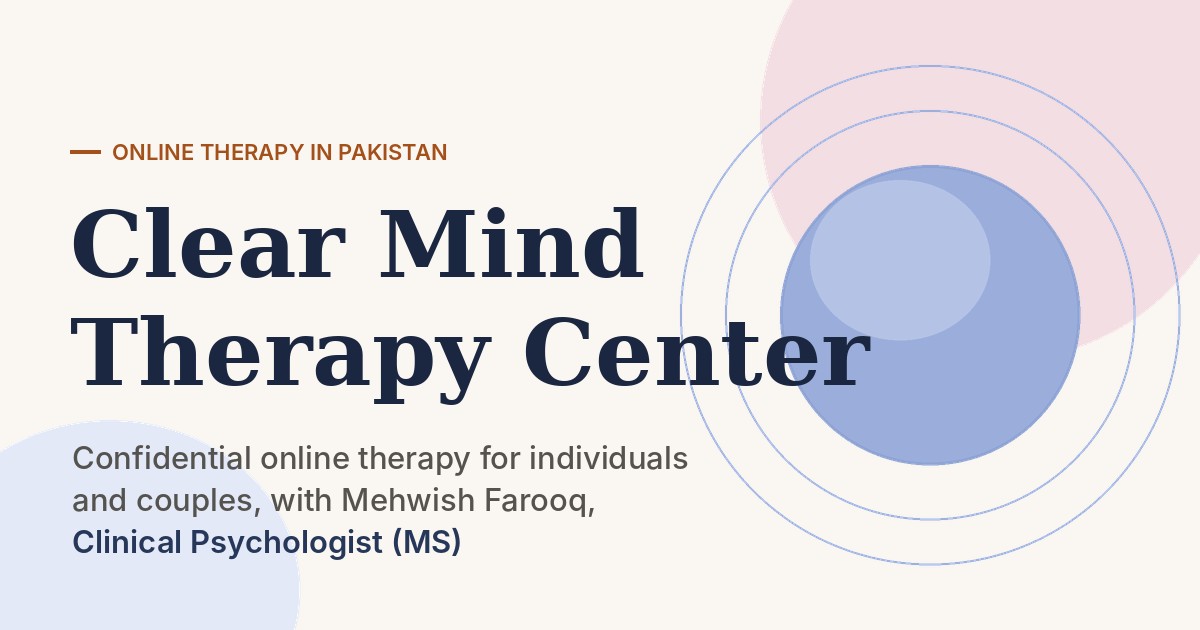 ONLINE THERAPY IN PAKISTAN
Clear Mind
Therapy Center
Confidential online therapy for individuals
and couples, with Mehwish Farooq,
Clinical Psychologist (MS)